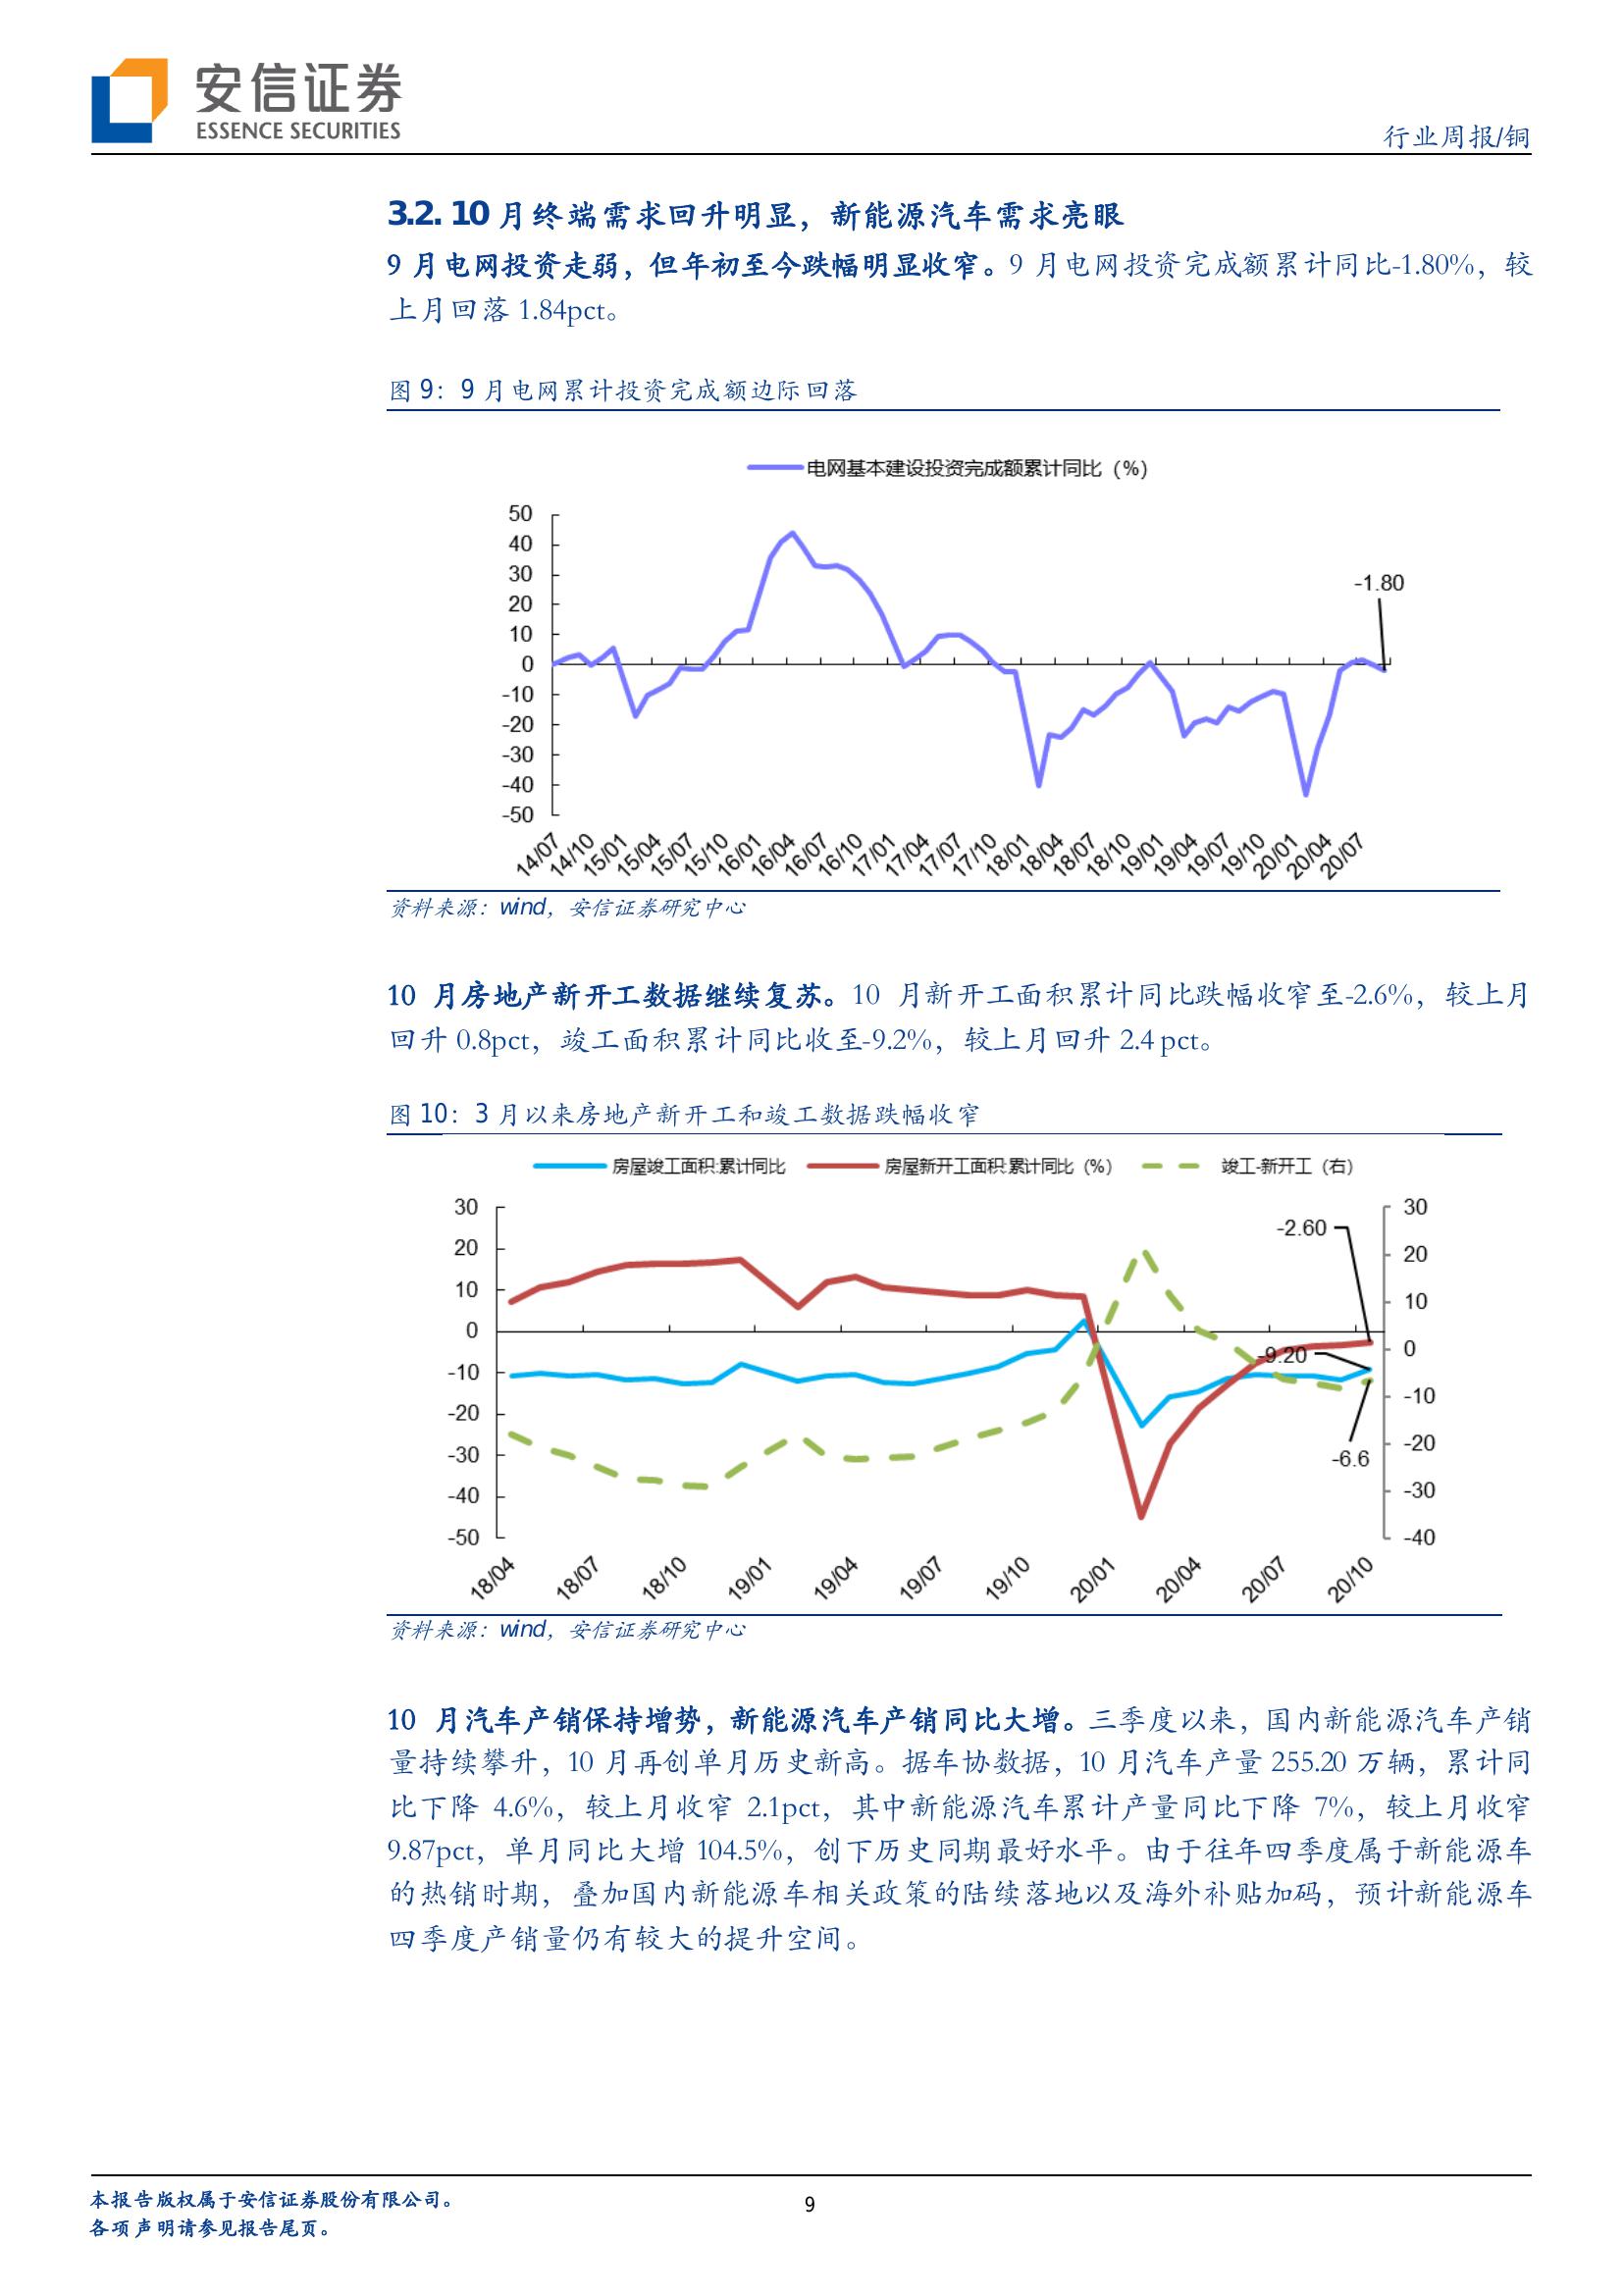 安信证券
ESSENCE SECURITIES
行业周报/铜
3.2. 10 月终端需求回升明显，新能源汽车需求亮眼
9 月电网投资走弱，但年初至今跌幅明显收窄。9 月电网投资完成额累计同比-1.80%，较
上月回落 1.84pct。
图 9：9 月电网累计投资完成额边际回落
电网基本建设投资完成额累计同比（%）
50
40
30
20
10
0
-10
-20
-30
-40
-50
-1.80
14/07 14/10 15/01 15/04 15/07 15/10 16/01 16/04 16/07 16/10 17/01 17/04 17/07 17/10 18/01 18/04 18/07 18/10 19/01 19/04 19/07 19/10 20/01 20/04 20/07
资料来源：wind，安信证券研究中心
10 月房地产新开工数据继续复苏。10 月新开工面积累计同比跌幅收窄至-2.6%，较上月
回升 0.8pct，竣工面积累计同比收至-9.2%，较上月回升 2.4 pct。
图 10：3 月以来房地产新开工和竣工数据跌幅收窄
房屋竣工面积:累计同比 房屋新开工面积:累计同比（%） 竣工-新开工（右）
30
20
10
0
-10
-20
-30
-40
-50
-2.60
-9.20
-6.6
30
20
10
0
-10
-20
-30
-40
18/04 18/07 18/10 19/01 19/04 19/07 19/10 20/01 20/04 20/07 20/10
资料来源：wind，安信证券研究中心
10 月汽车产销保持增势，新能源汽车产销同比大增。三季度以来，国内新能源汽车产销
量持续攀升，10 月再创单月历史新高。据车协数据，10 月汽车产量 255.20 万辆，累计同
比下降 4.6%，较上月收窄 2.1pct，其中新能源汽车累计产量同比下降 7%，较上月收窄
9.87pct，单月同比大增 104.5%，创下历史同期最好水平。由于往年四季度属于新能源车
的热销时期，叠加国内新能源车相关政策的陆续落地以及海外补贴加码，预计新能源车
四季度产销量仍有较大的提升空间。
本报告版权属于安信证券股份有限公司。
各项声明请参见报告尾页。
9